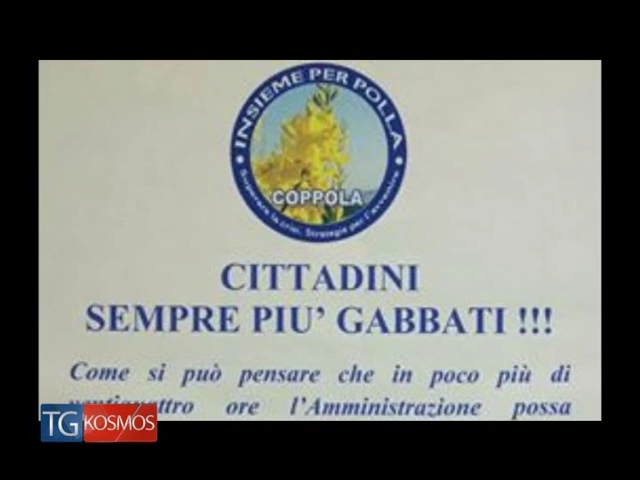 INSIEME PER POLLA
COPPOLA
Superare la crisi. Strategie per l'avvenire
CITTADINI
SEMPRE PIU' GABBATI !!!
Come si può pensare che in poco più di
ventiquattro ore l'Amministrazione possa
TG KOSMOS